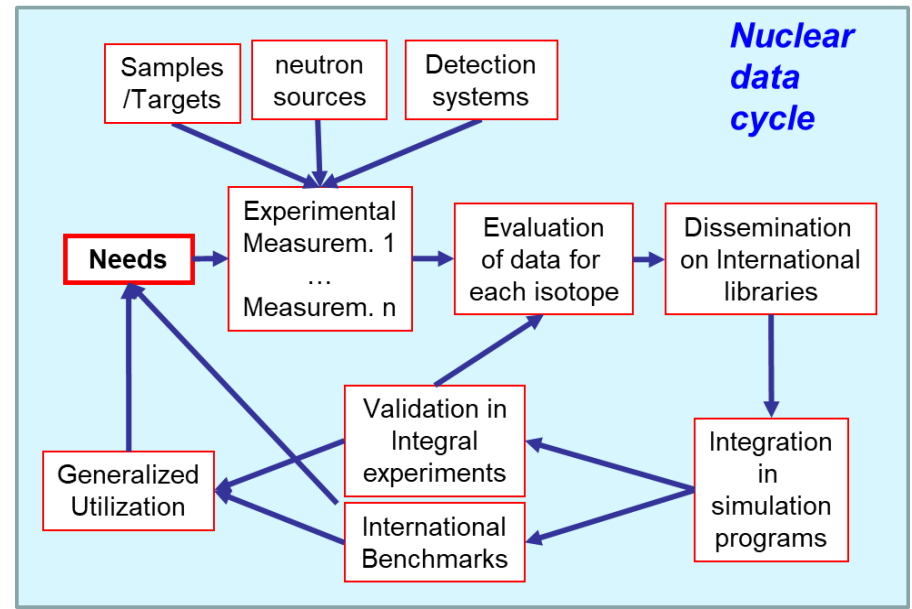 Nuclear
data
cycle
Samples
/Targets
neutron
sources
Detection
systems
Needs
Experimental
Measurem. 1
…
Measurem. n
Evaluation
of data for
each isotope
Dissemination
on International
libraries
Generalized
Utilization
Validation in
Integral
experiments
International
Benchmarks
Integration
in
simulation
programs